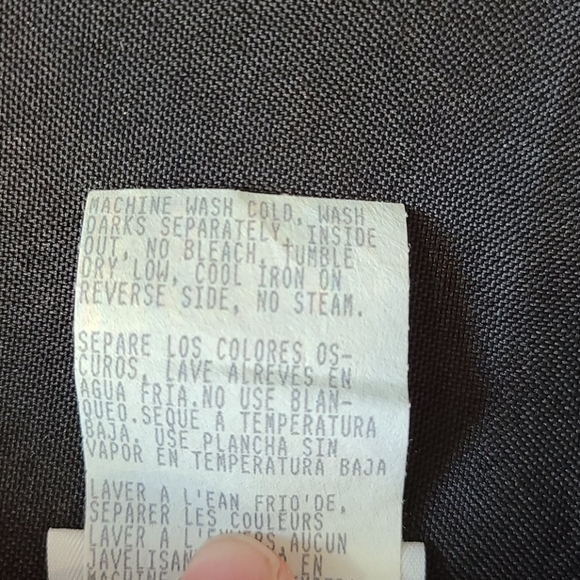 MACHINE WASH COLD, WASH
DARKS SEPARATELY, INSIDE
OUT, NO BLEACH, TUMBLE
DRY LOW, COOL IRON ON
REVERSE SIDE, NO STEAM.
SEPARE LOS COLORES OS-
CUROS, LAVE ALREVES EN
AGUA FRIA.NO USE BLAN-
QUEO.SEQUE A TEMPERATURA
BAJA. USE PLANCHA SIN
VAPOR EN TEMPERATURA BAJA
LAVER A L'EAN FRIO'DE,
SEPARER LES COULEURS
LAVER A AUCUN
EN